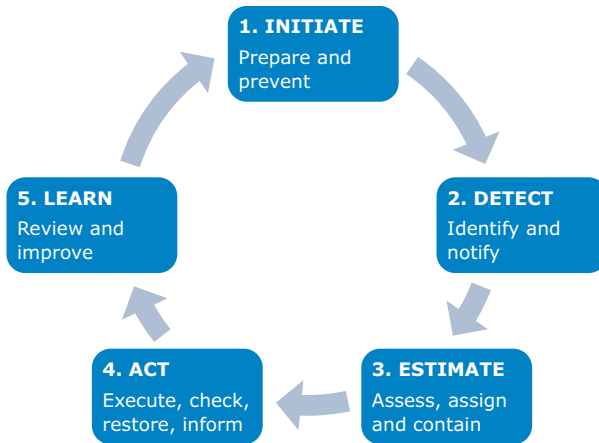 1. INITIATE
Prepare and
prevent
2. DETECT
Identify and
notify
3. ESTIMATE
Assess, assign
and contain
4. ACT
Execute, check,
restore, inform
5. LEARN
Review and
improve